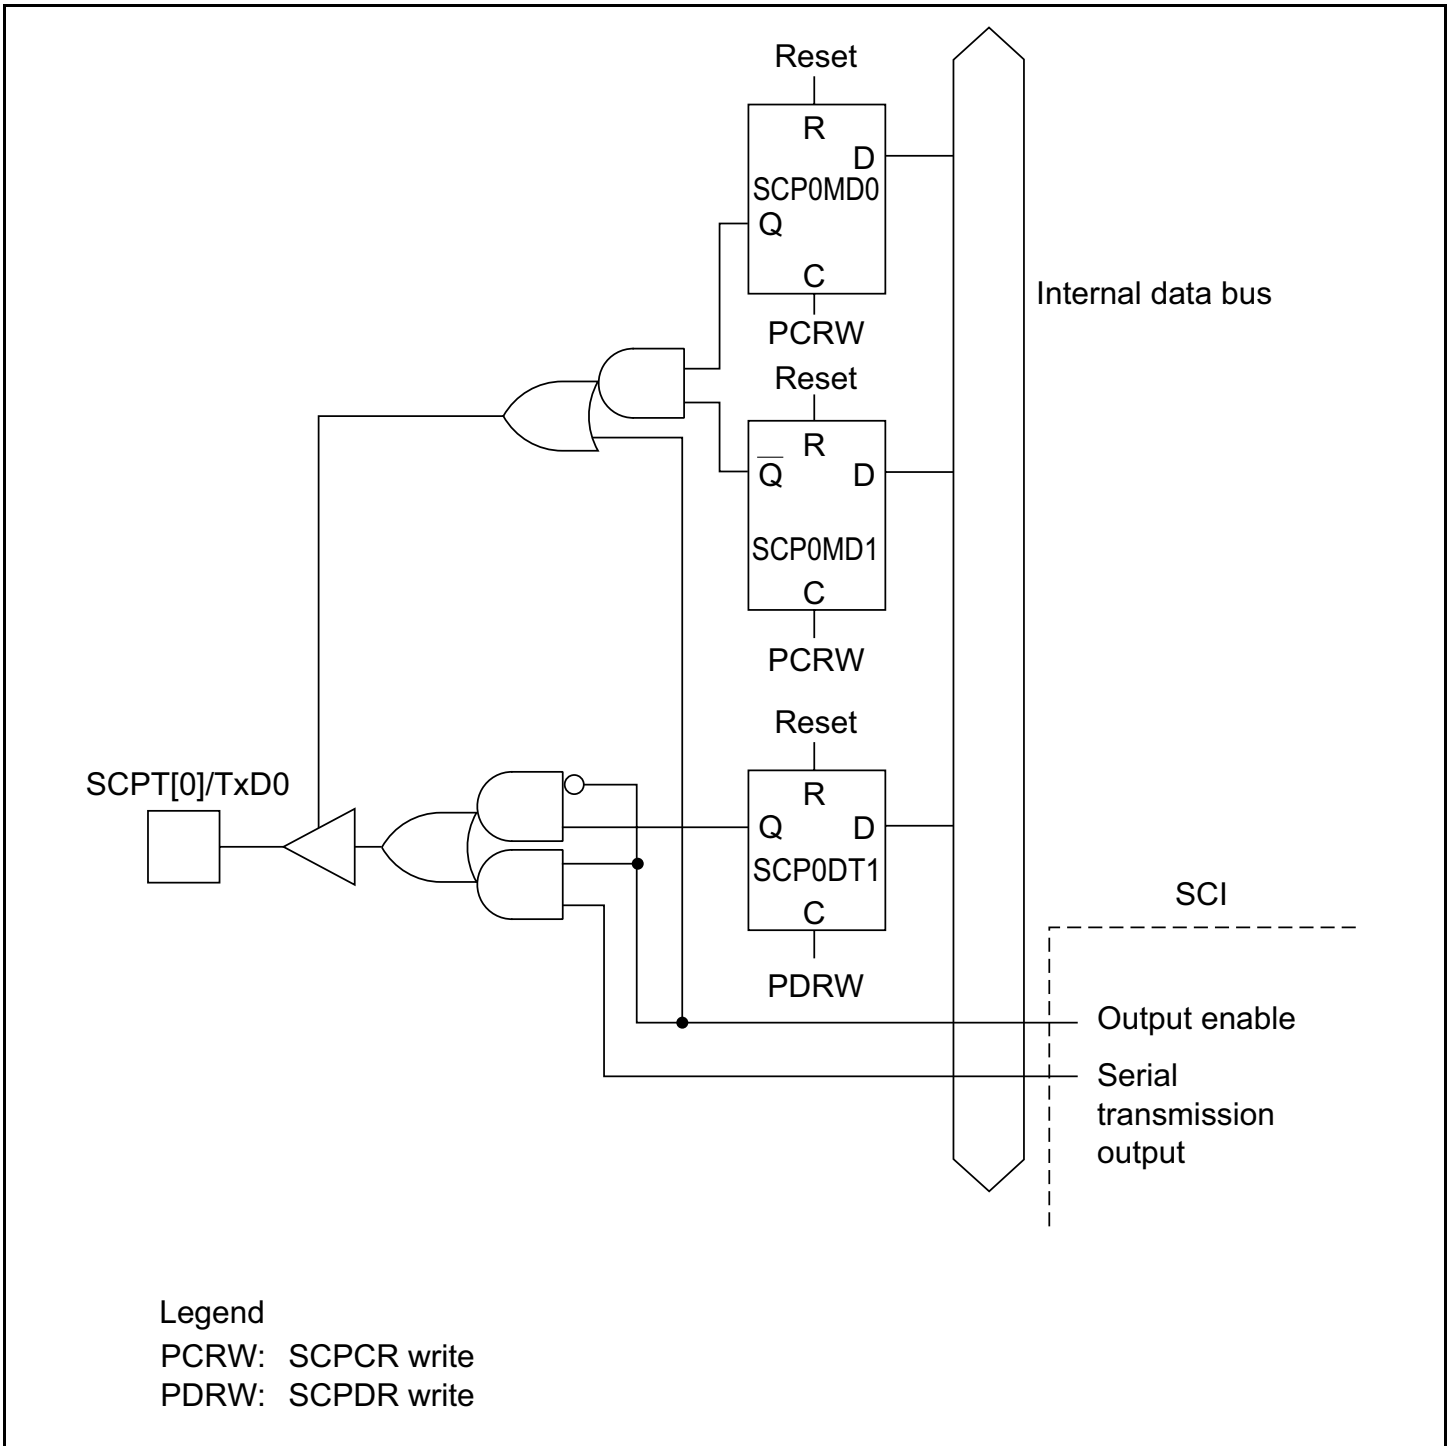 Reset
R
D
SCP0MD0
Q
C
PCRW
Internal data bus
Reset
R
Q̅
D
SCP0MD1
C
PCRW
Reset
SCPT[0]/TxD0
R
Q
D
SCP0DT1
C
PDRW
SCI
Output enable
Serial
transmission
output
Legend
PCRW: SCPCR write
PDRW: SCPDR write